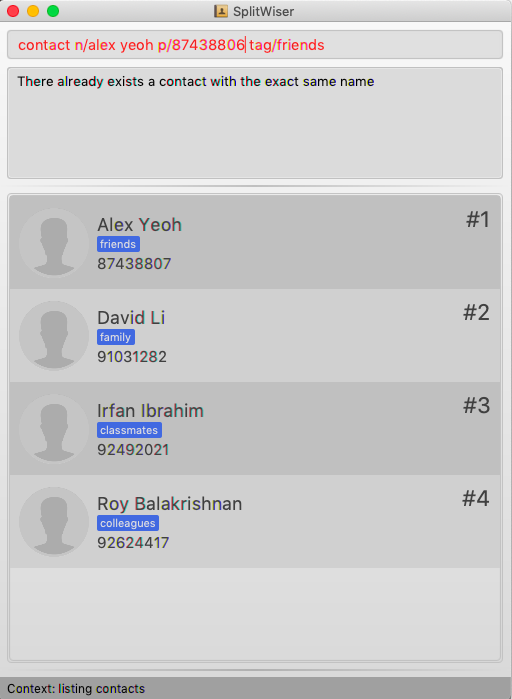 SplitWiser
contact n/alex yeoh p/87438806 tag/friends
There already exists a contact with the exact same name
Alex Yeoh
#1
friends
87438807
David Li
#2
family
91031282
Irfan Ibrahim
#3
classmates
92492021
Roy Balakrishnan
#4
colleagues
92624417
Context: listing contacts